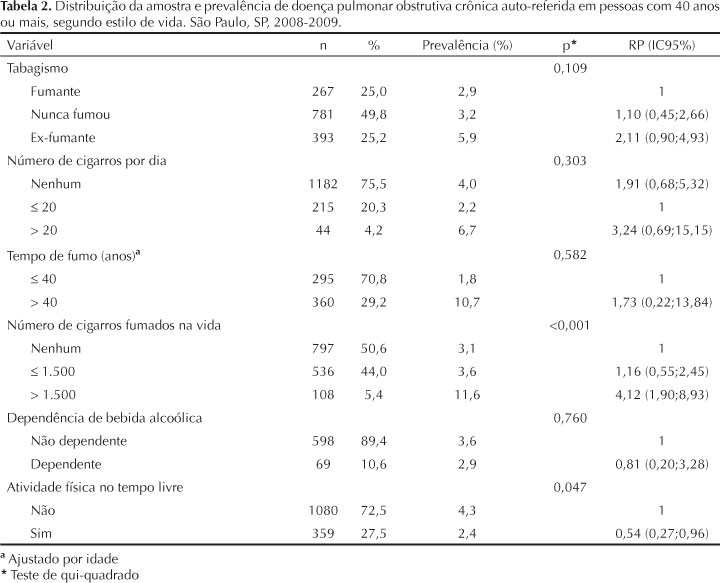 Tabela 2. Distribuição da amostra e prevalência de doença pulmonar obstrutiva crônica auto-referida em pessoas com 40 anos
ou mais, segundo estilo de vida. São Paulo, SP, 2008-2009.
Variável n % Prevalência (%) p* RP (IC95%)
Tabagismo 0,109
Fumante 267 25,0 2,9 1
Nunca fumou 781 49,8 3,2 1,10 (0,45;2,66)
Ex-fumante 393 25,2 5,9 2,11 (0,90;4,93)
Número de cigarros por dia 0,303
Nenhum 1182 75,5 4,0 1,91 (0,68;5,32)
≤ 20 215 20,3 2,2 1
> 20 44 4,2 6,7 3,24 (0,69;15,15)
Tempo de fumo (anos)a 0,582
≤ 40 295 70,8 1,8 1
> 40 360 29,2 10,7 1,73 (0,22;13,84)
Número de cigarros fumados na vida <0,001
Nenhum 797 50,6 3,1 1
≤ 1.500 536 44,0 3,6 1,16 (0,55;2,45)
> 1.500 108 5,4 11,6 4,12 (1,90;8,93)
Dependência de bebida alcoólica 0,760
Não dependente 598 89,4 3,6 1
Dependente 69 10,6 2,9 0,81 (0,20;3,28)
Atividade física no tempo livre 0,047
Não 1080 72,5 4,3 1
Sim 359 27,5 2,4 0,54 (0,27;0,96)
a Ajustado por idade
* Teste de qui-quadrado